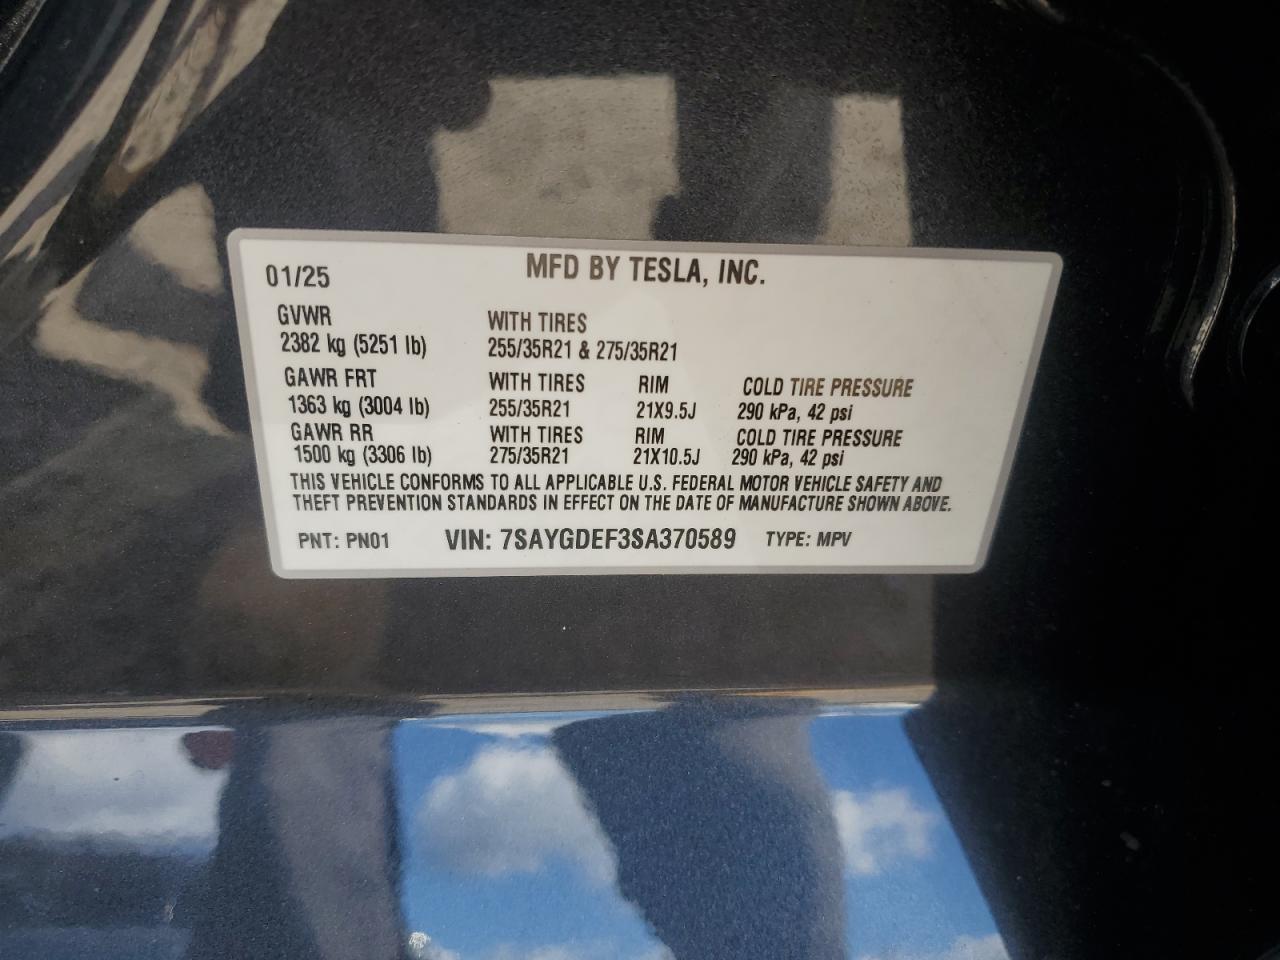 01/25 MFD BY TESLA, INC.
GVWR WITH TIRES
2382 kg (5251 lb) 255/35R21 & 275/35R21
GAWR FRT WITH TIRES RIM COLD TIRE PRESSURE
1363 kg (3004 lb) 255/35R21 21X9.5J 290 kPa, 42 psi
GAWR RR WITH TIRES RIM COLD TIRE PRESSURE
1500 kg (3306 lb) 275/35R21 21X10.5J 290 kPa, 42 psi
THIS VEHICLE CONFORMS TO ALL APPLICABLE U.S. FEDERAL MOTOR VEHICLE SAFETY AND
THEFT PREVENTION STANDARDS IN EFFECT ON THE DATE OF MANUFACTURE SHOWN ABOVE.
PNT: PN01 VIN: 7SAYGDEF3SA370589 TYPE: MPV